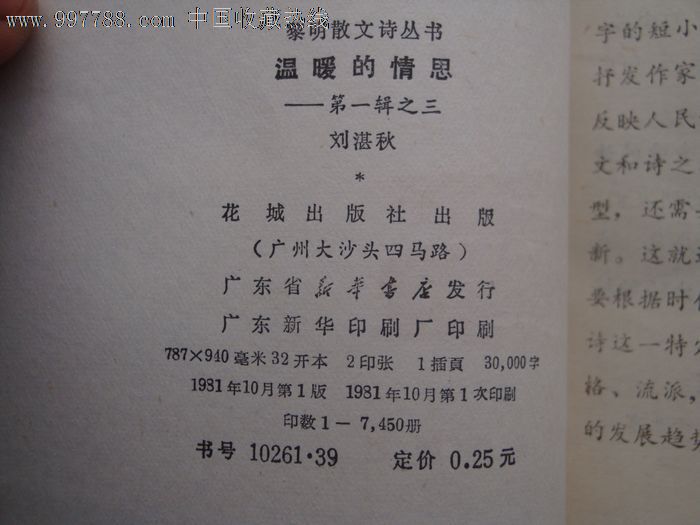 www.997788.com 中国收藏热线
黎明散文诗丛书
温暖的情思
——第一辑之三
刘湛秋
*
花城出版社出版
(广州大沙头四马路)
广东省新华书店发行
广东新华印刷厂印刷
787×940毫米32开本 2印张 1插頁 30,000字
1981年10月第1版 1981年10月第1次印刷
印数1-7,450册
书号 10261·39 定价 0.25元
字的短小
抒发作家
反映人民
文和诗之
型，还需
新。这就
要根据时
诗这一特
格、流派，
的发展趋势